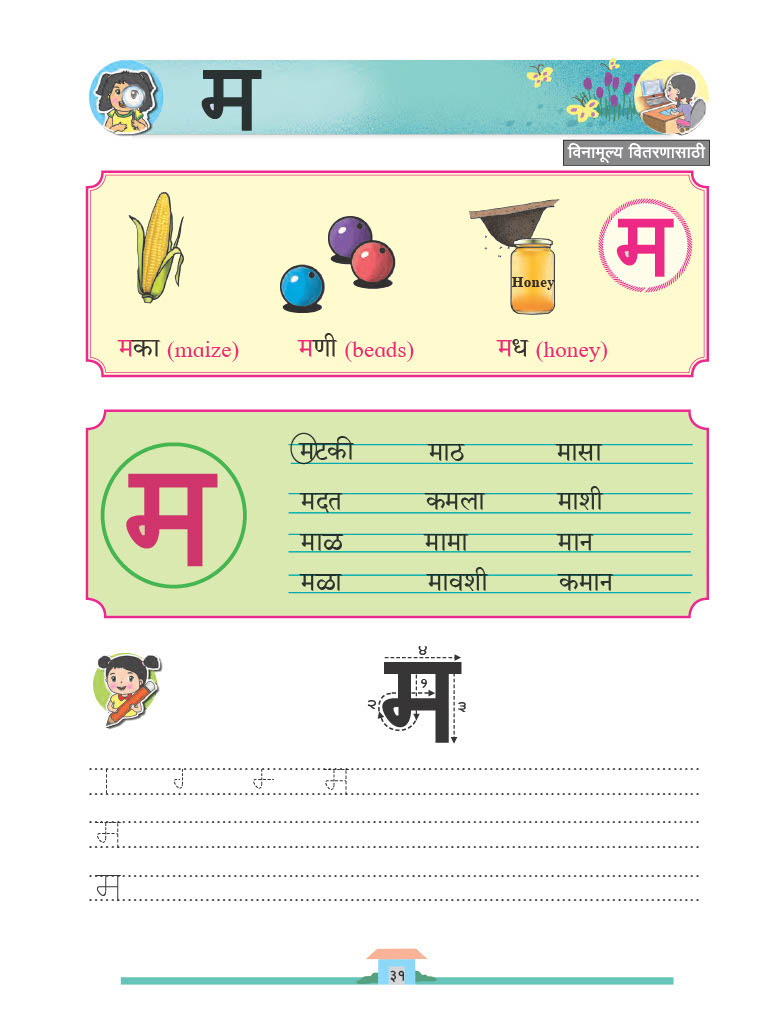 म
विनामूल्य वितरणासाठी
Honey
म
मका (maize) मणी (beads) मध (honey)
म
मटकी माठ मासा
मदत कमला माशी
माळ मामा मान
मळा मावशी कमान
४
१
२ म ३
म
म
म
३१